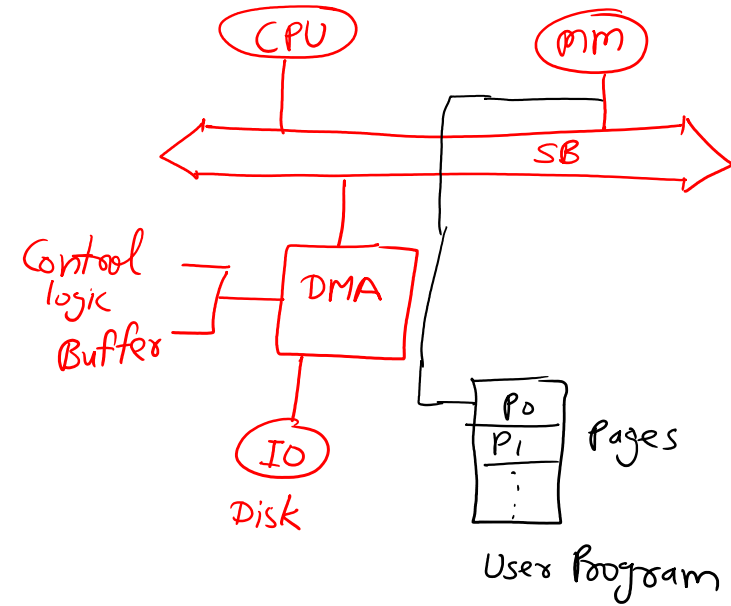 CPU
MM
SB
Control
logic
Buffer
DMA
IO
Disk
P0
P1
Pages
User Program